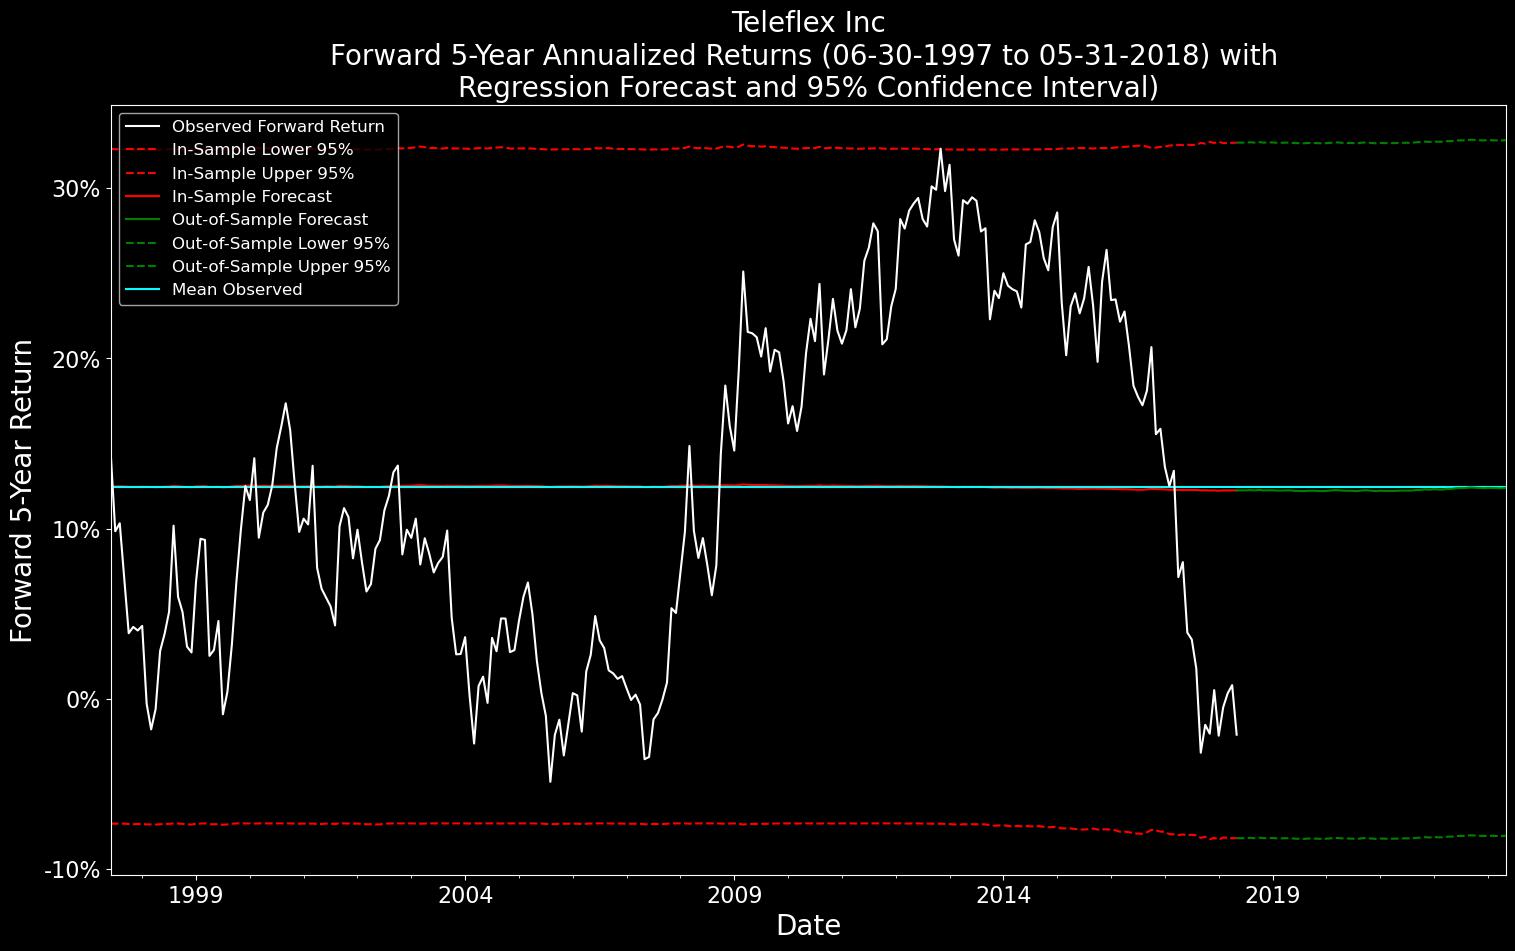 Teleflex Inc
Forward 5-Year Annualized Returns (06-30-1997 to 05-31-2018) with
Regression Forecast and 95% Confidence Interval)
Observed Forward Return
In-Sample Lower 95%
In-Sample Upper 95%
In-Sample Forecast
Out-of-Sample Forecast
Out-of-Sample Lower 95%
Out-of-Sample Upper 95%
Mean Observed
Forward 5-Year Return
30%
20%
10%
0%
-10%
1999
2004
2009
2014
2019
Date